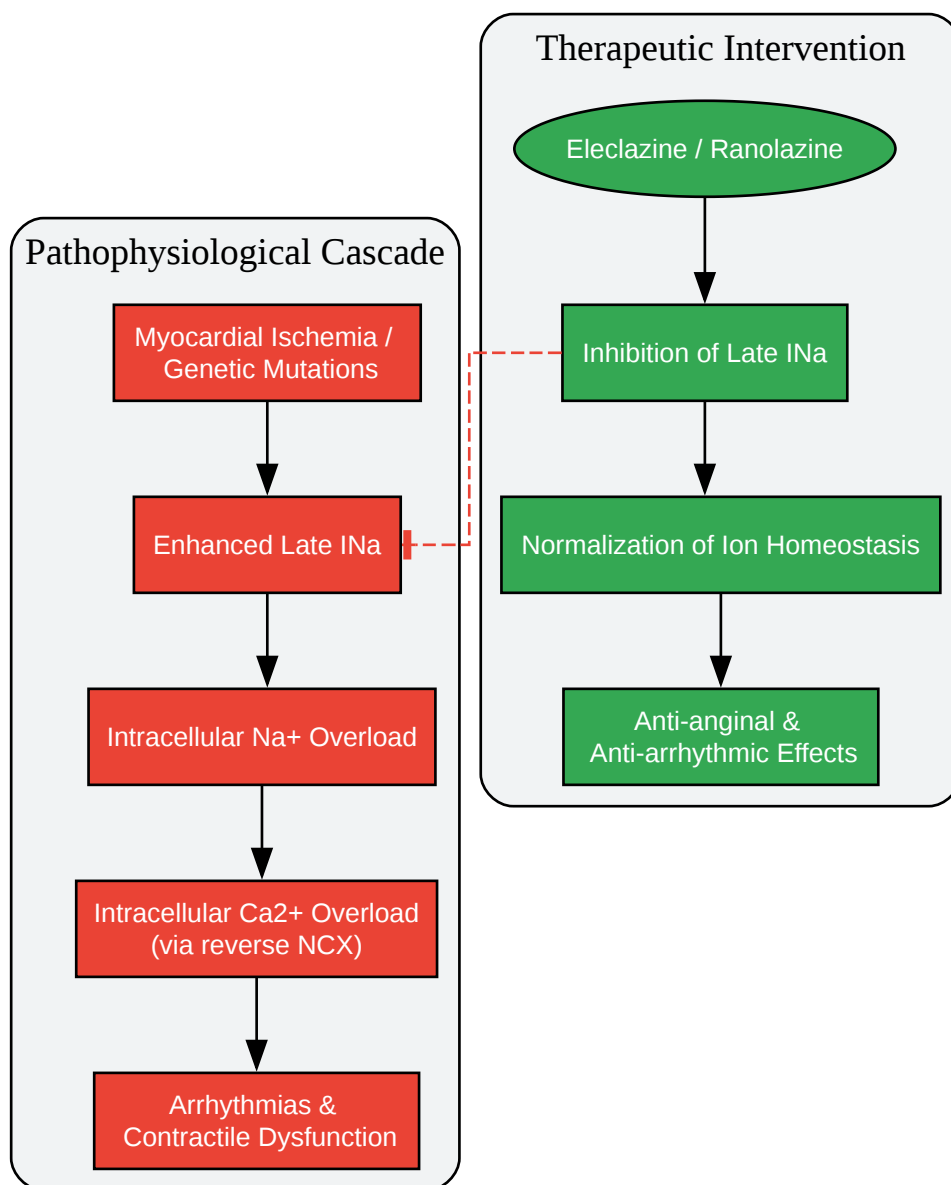 Therapeutic Intervention
Eleclazine / Ranolazine
Inhibition of Late INa
Normalization of Ion Homeostasis
Anti-anginal &
Anti-arrhythmic Effects
Pathophysiological Cascade
Myocardial Ischemia /
Genetic Mutations
Enhanced Late INa
Intracellular Na+ Overload
Intracellular Ca2+ Overload
(via reverse NCX)
Arrhythmias &
Contractile Dysfunction